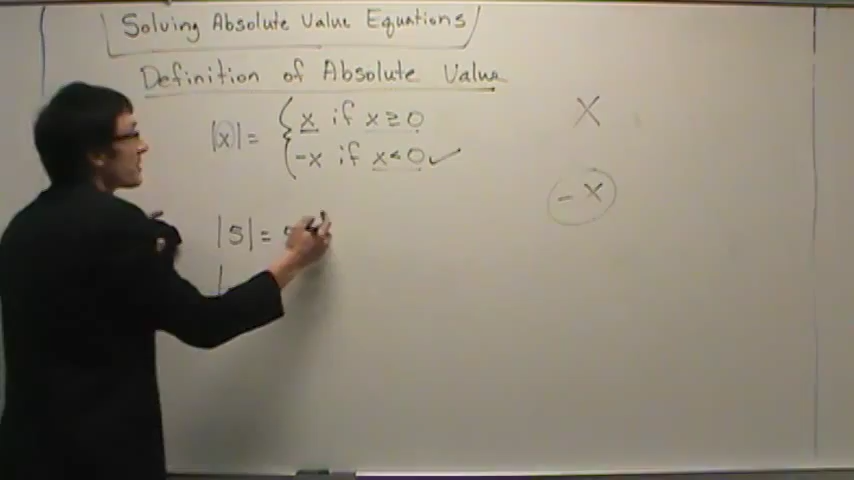 Solving Absolute Value Equations
Definition of Absolute Value
|x| = { x if x ≥ 0
-x if x < 0 ✓
X
-x
|5| =
|